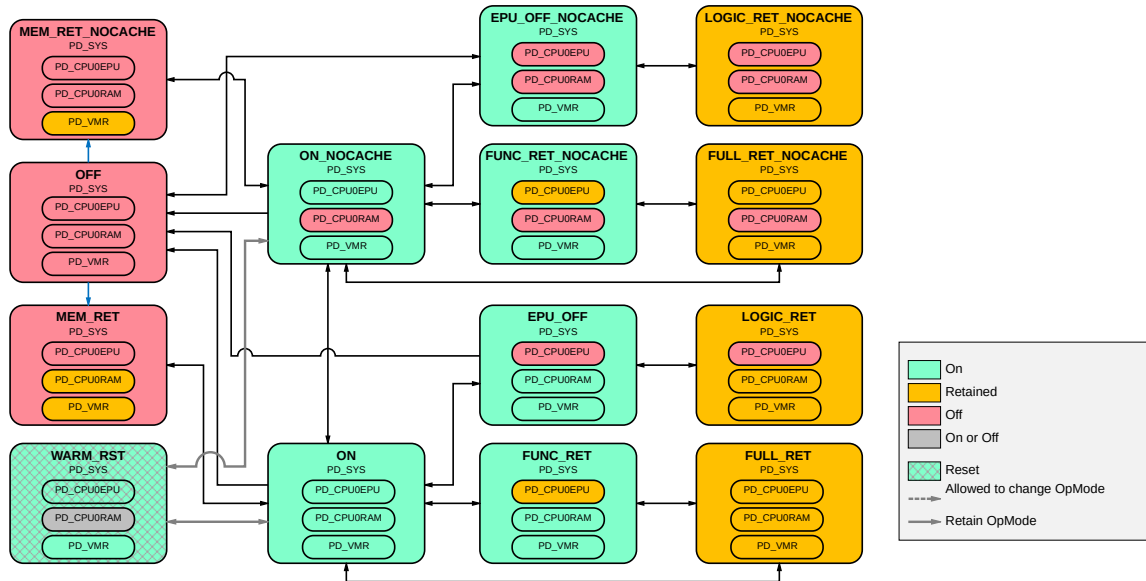 MEM_RET_NOCACHE
PD_SYS
PD_CPU0EPU
PD_CPU0RAM
PD_VMR
EPU_OFF_NOCACHE
PD_SYS
PD_CPU0EPU
PD_CPU0RAM
PD_VMR
LOGIC_RET_NOCACHE
PD_SYS
PD_CPU0EPU
PD_CPU0RAM
PD_VMR
OFF
PD_SYS
PD_CPU0EPU
PD_CPU0RAM
PD_VMR
ON_NOCACHE
PD_SYS
PD_CPU0EPU
PD_CPU0RAM
PD_VMR
FUNC_RET_NOCACHE
PD_SYS
PD_CPU0EPU
PD_CPU0RAM
PD_VMR
FULL_RET_NOCACHE
PD_SYS
PD_CPU0EPU
PD_CPU0RAM
PD_VMR
MEM_RET
PD_SYS
PD_CPU0EPU
PD_CPU0RAM
PD_VMR
EPU_OFF
PD_SYS
PD_CPU0EPU
PD_CPU0RAM
PD_VMR
LOGIC_RET
PD_SYS
PD_CPU0EPU
PD_CPU0RAM
PD_VMR
WARM_RST
PD_SYS
PD_CPU0EPU
PD_CPU0RAM
PD_VMR
ON
PD_SYS
PD_CPU0EPU
PD_CPU0RAM
PD_VMR
FUNC_RET
PD_SYS
PD_CPU0EPU
PD_CPU0RAM
PD_VMR
FULL_RET
PD_SYS
PD_CPU0EPU
PD_CPU0RAM
PD_VMR
On
Retained
Off
On or Off
Reset
Allowed to change OpMode
Retain OpMode